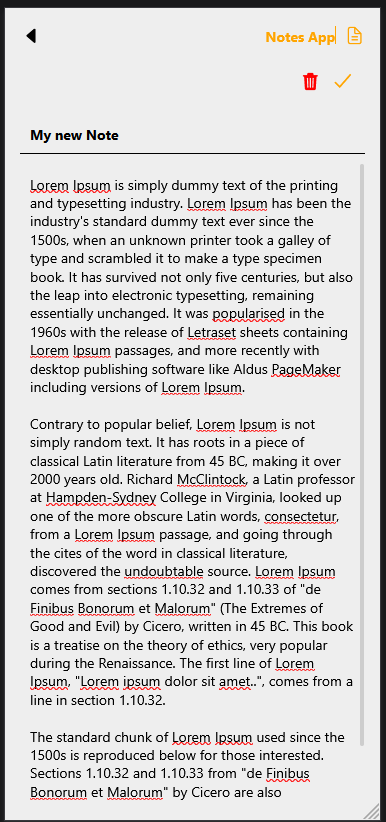 Notes App
My new Note
Lorem Ipsum is simply dummy text of the printing
and typesetting industry. Lorem Ipsum has been the
industry's standard dummy text ever since the
1500s, when an unknown printer took a galley of
type and scrambled it to make a type specimen
book. It has survived not only five centuries, but also
the leap into electronic typesetting, remaining
essentially unchanged. It was popularised in the
1960s with the release of Letraset sheets containing
Lorem Ipsum passages, and more recently with
desktop publishing software like Aldus PageMaker
including versions of Lorem Ipsum.
Contrary to popular belief, Lorem Ipsum is not
simply random text. It has roots in a piece of
classical Latin literature from 45 BC, making it over
2000 years old. Richard McClintock, a Latin professor
at Hampden-Sydney College in Virginia, looked up
one of the more obscure Latin words, consectetur,
from a Lorem Ipsum passage, and going through
the cites of the word in classical literature,
discovered the undoubtable source. Lorem Ipsum
comes from sections 1.10.32 and 1.10.33 of "de
Finibus Bonorum et Malorum" (The Extremes of
Good and Evil) by Cicero, written in 45 BC. This book
is a treatise on the theory of ethics, very popular
during the Renaissance. The first line of Lorem
Ipsum, "Lorem ipsum dolor sit amet..", comes from a
line in section 1.10.32.
The standard chunk of Lorem Ipsum used since the
1500s is reproduced below for those interested.
Sections 1.10.32 and 1.10.33 from "de Finibus
Bonorum et Malorum" by Cicero are also